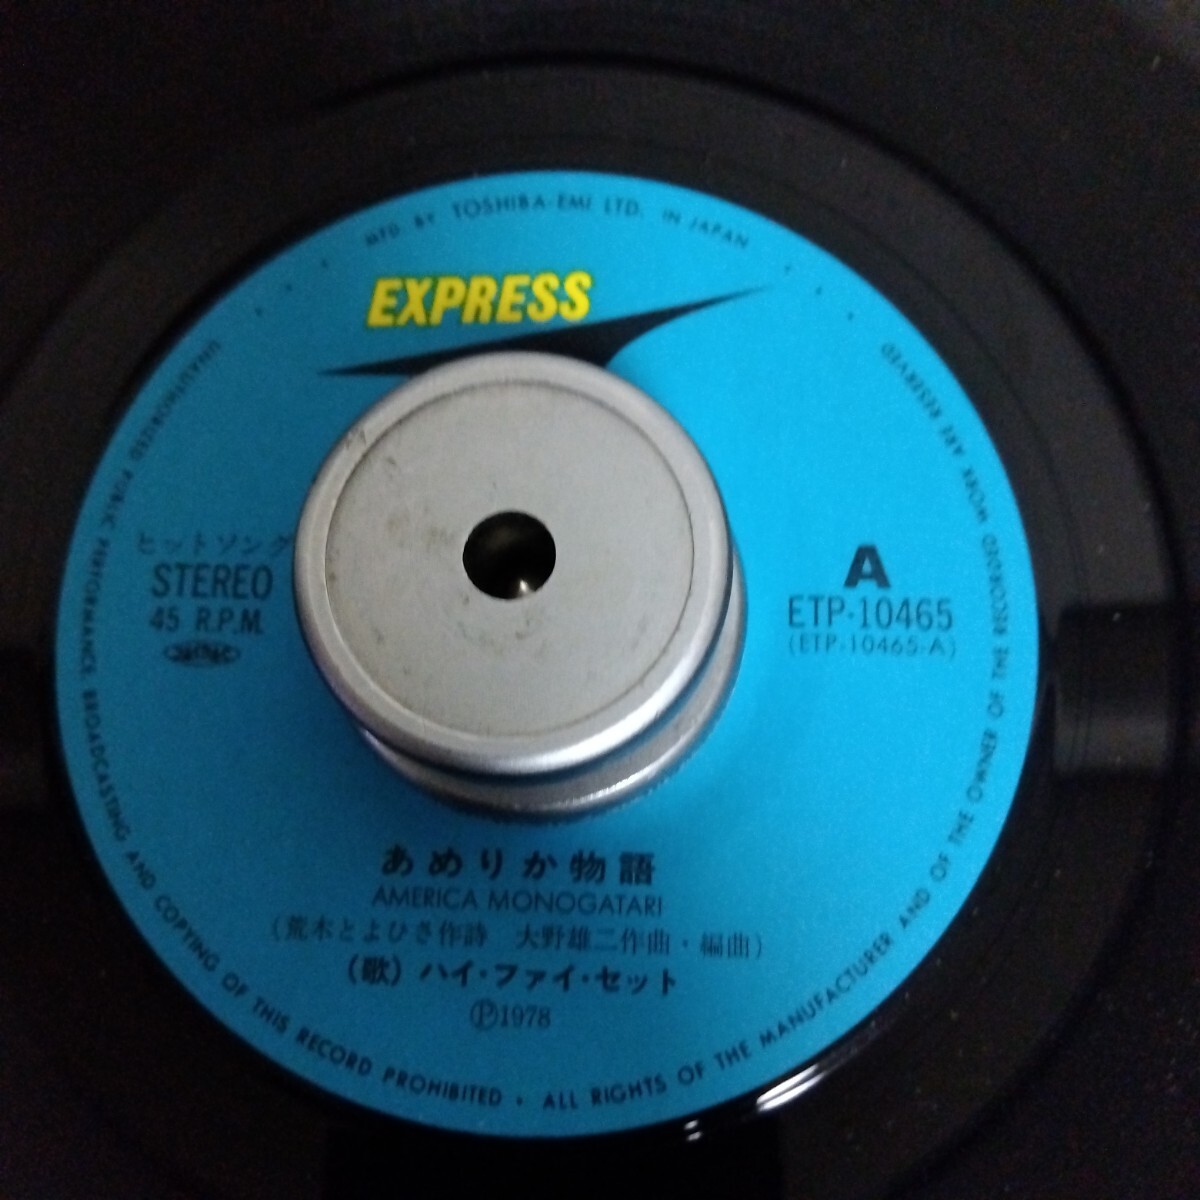 MFD BY TOSHIBA-EMI LTD. IN JAPAN
EXPRESS
ヒットソング
STEREO
45 R.P.M.
A
ETP-10465
(ETP-10465-A)
あめりか物語
AMERICA MONOGATARI
(荒木とよひさ作詩 大野雄二作曲・編曲)
(歌) ハイ・ファイ・セット
Ⓟ1978
UNAUTHORIZED PUBLIC PERFORMANCE, BROADCASTING AND COPYING OF THIS RECORD PROHIBITED • ALL RIGHTS OF THE MANUFACTURER AND OF THE OWNER OF THE RECORDED WORK ARE RESERVED